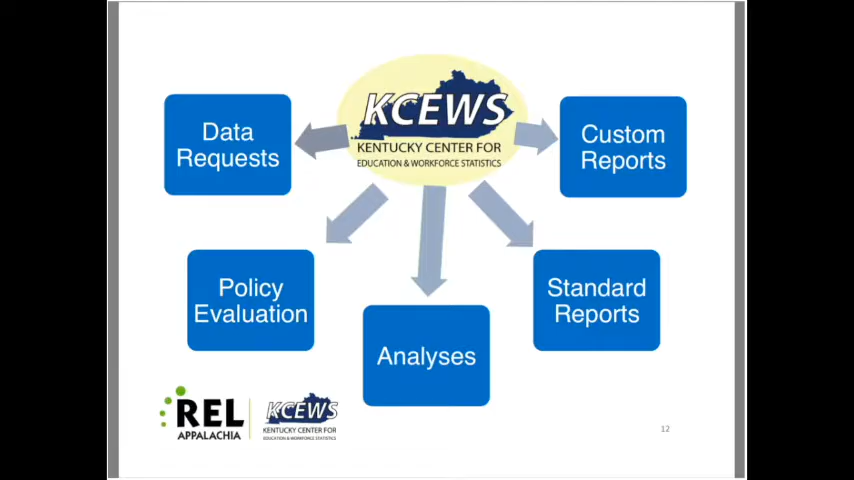 KCEWS
KENTUCKY CENTER FOR
EDUCATION & WORKFORCE STATISTICS
Data
Requests
Custom
Reports
Policy
Evaluation
Standard
Reports
Analyses
REL
APPALACHIA
KCEWS
KENTUCKY CENTER FOR
EDUCATION & WORKFORCE STATISTICS
12